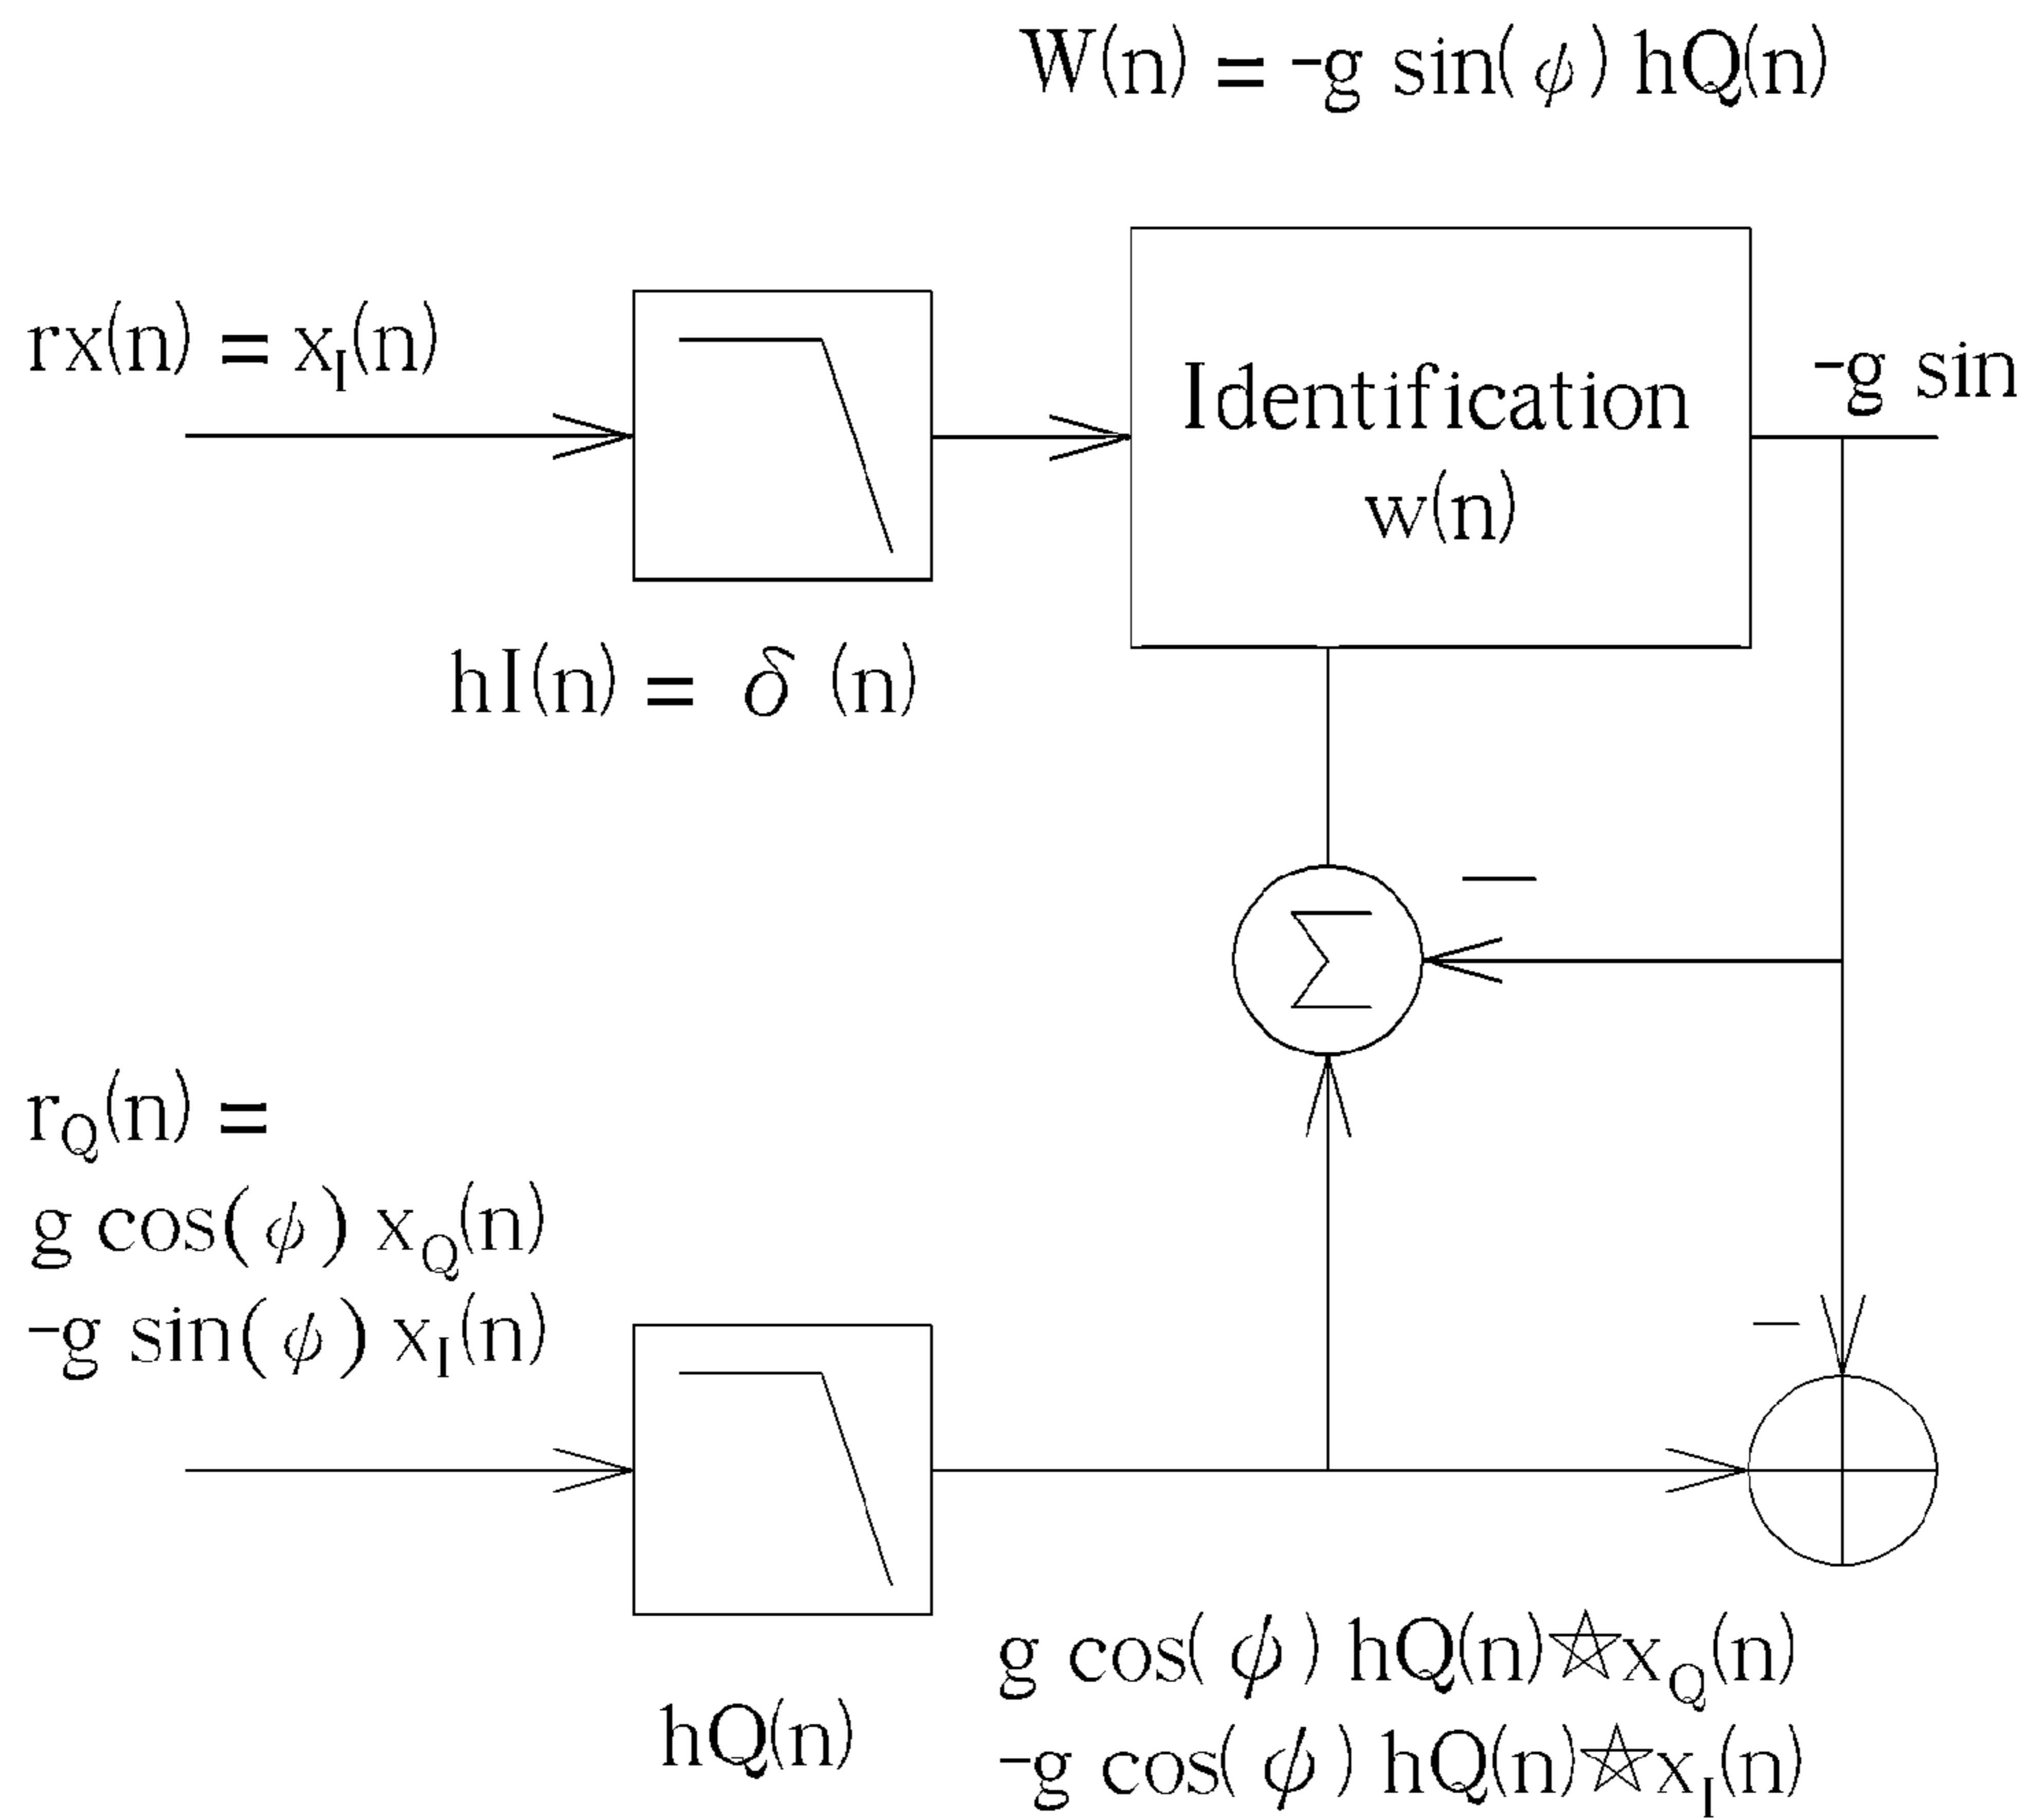 W(n) = -g sin(ϕ) hQ(n)
rx(n) = x_I(n)
Identification
w(n)
-g sin
hI(n) = δ (n)
Σ
—
r_Q(n) =
g cos(ϕ) x_Q(n)
-g sin(ϕ) x_I(n)
—
hQ(n)
g cos(ϕ) hQ(n)☆x_Q(n)
-g cos(ϕ) hQ(n)☆x_I(n)